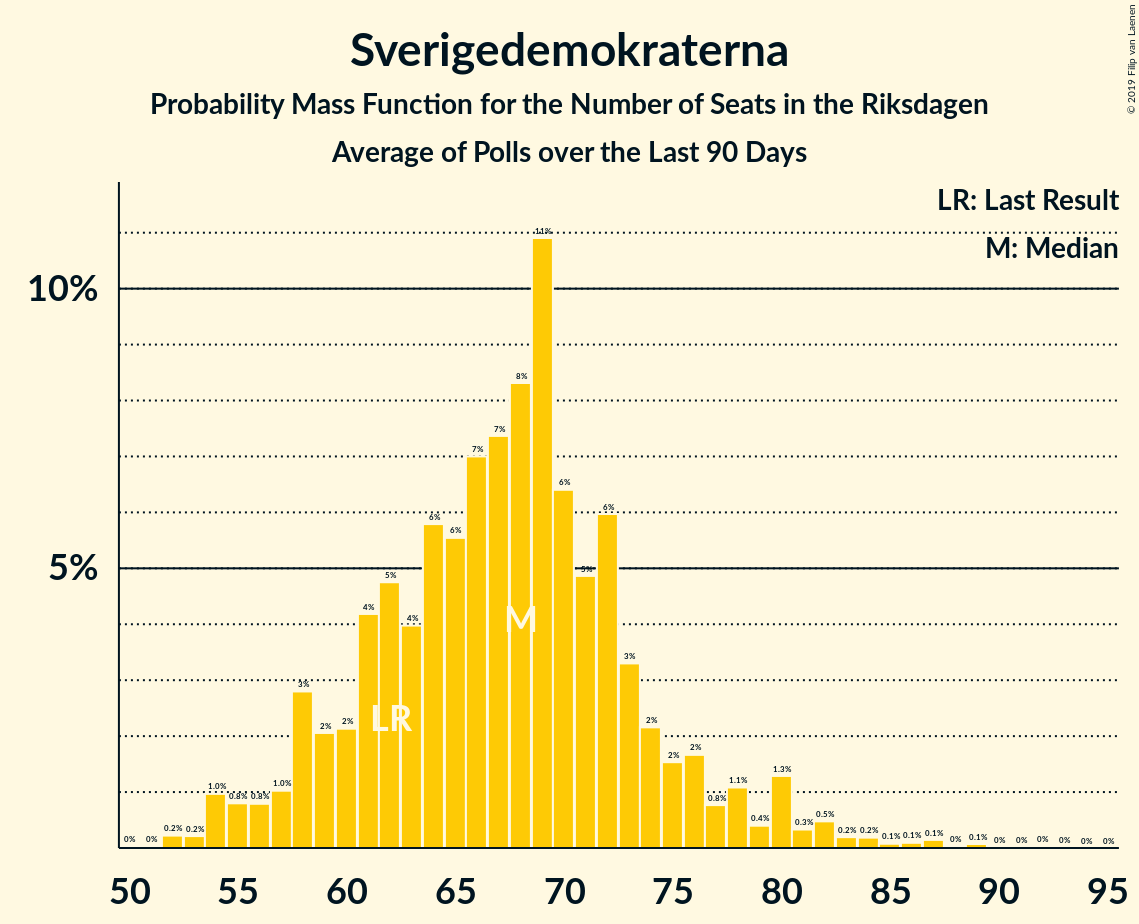 Sverigedemokraterna
Probability Mass Function for the Number of Seats in the Riksdagen
Average of Polls over the Last 90 Days
© 2019 Filip van Laenen
LR: Last Result
M: Median
10%
5%
0% 0% 0.2% 0.2% 1.0% 0.8% 0.8% 1.0% 3% 2% 2% 4% 5% 4% 6% 6% 7% 7% 8% 11% 6% 5% 6% 3% 2% 2% 2% 0.8% 1.1% 0.4% 1.3% 0.3% 0.5% 0.2% 0.2% 0.1% 0.1% 0.1% 0% 0.1% 0% 0% 0% 0% 0% 0%
M
LR
50 55 60 65 70 75 80 85 90 95